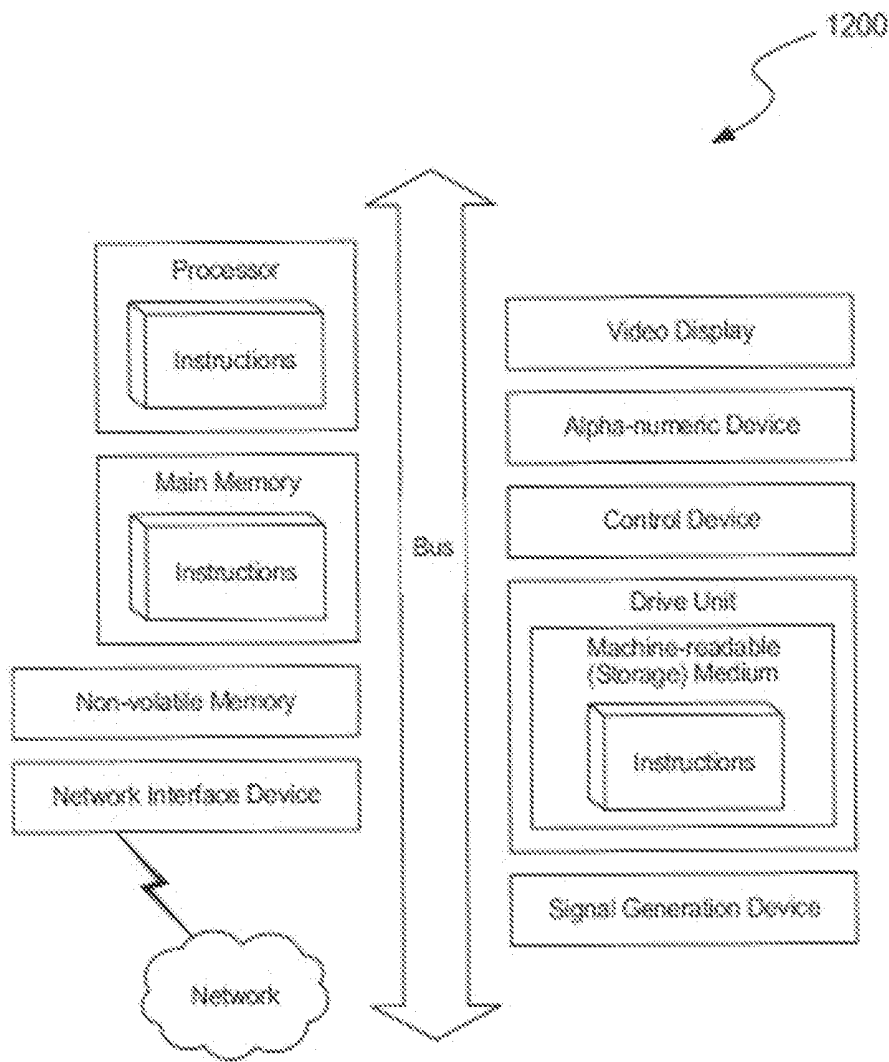 1200
Processor
Instructions
Main Memory
Instructions
Non-volatile Memory
Network Interface Device
Network
Bus
Video Display
Alpha-numeric Device
Control Device
Drive Unit
Machine-readable
(Storage) Medium
Instructions
Signal Generation Device